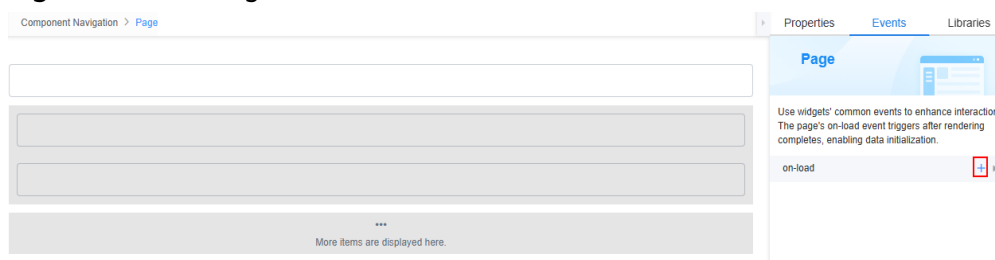 Component Navigation > Page
Properties Events Libraries
Page
Use widgets' common events to enhance interaction
The page's on-load event triggers after rendering
completes, enabling data initialization.
on-load +
•••
More items are displayed here.